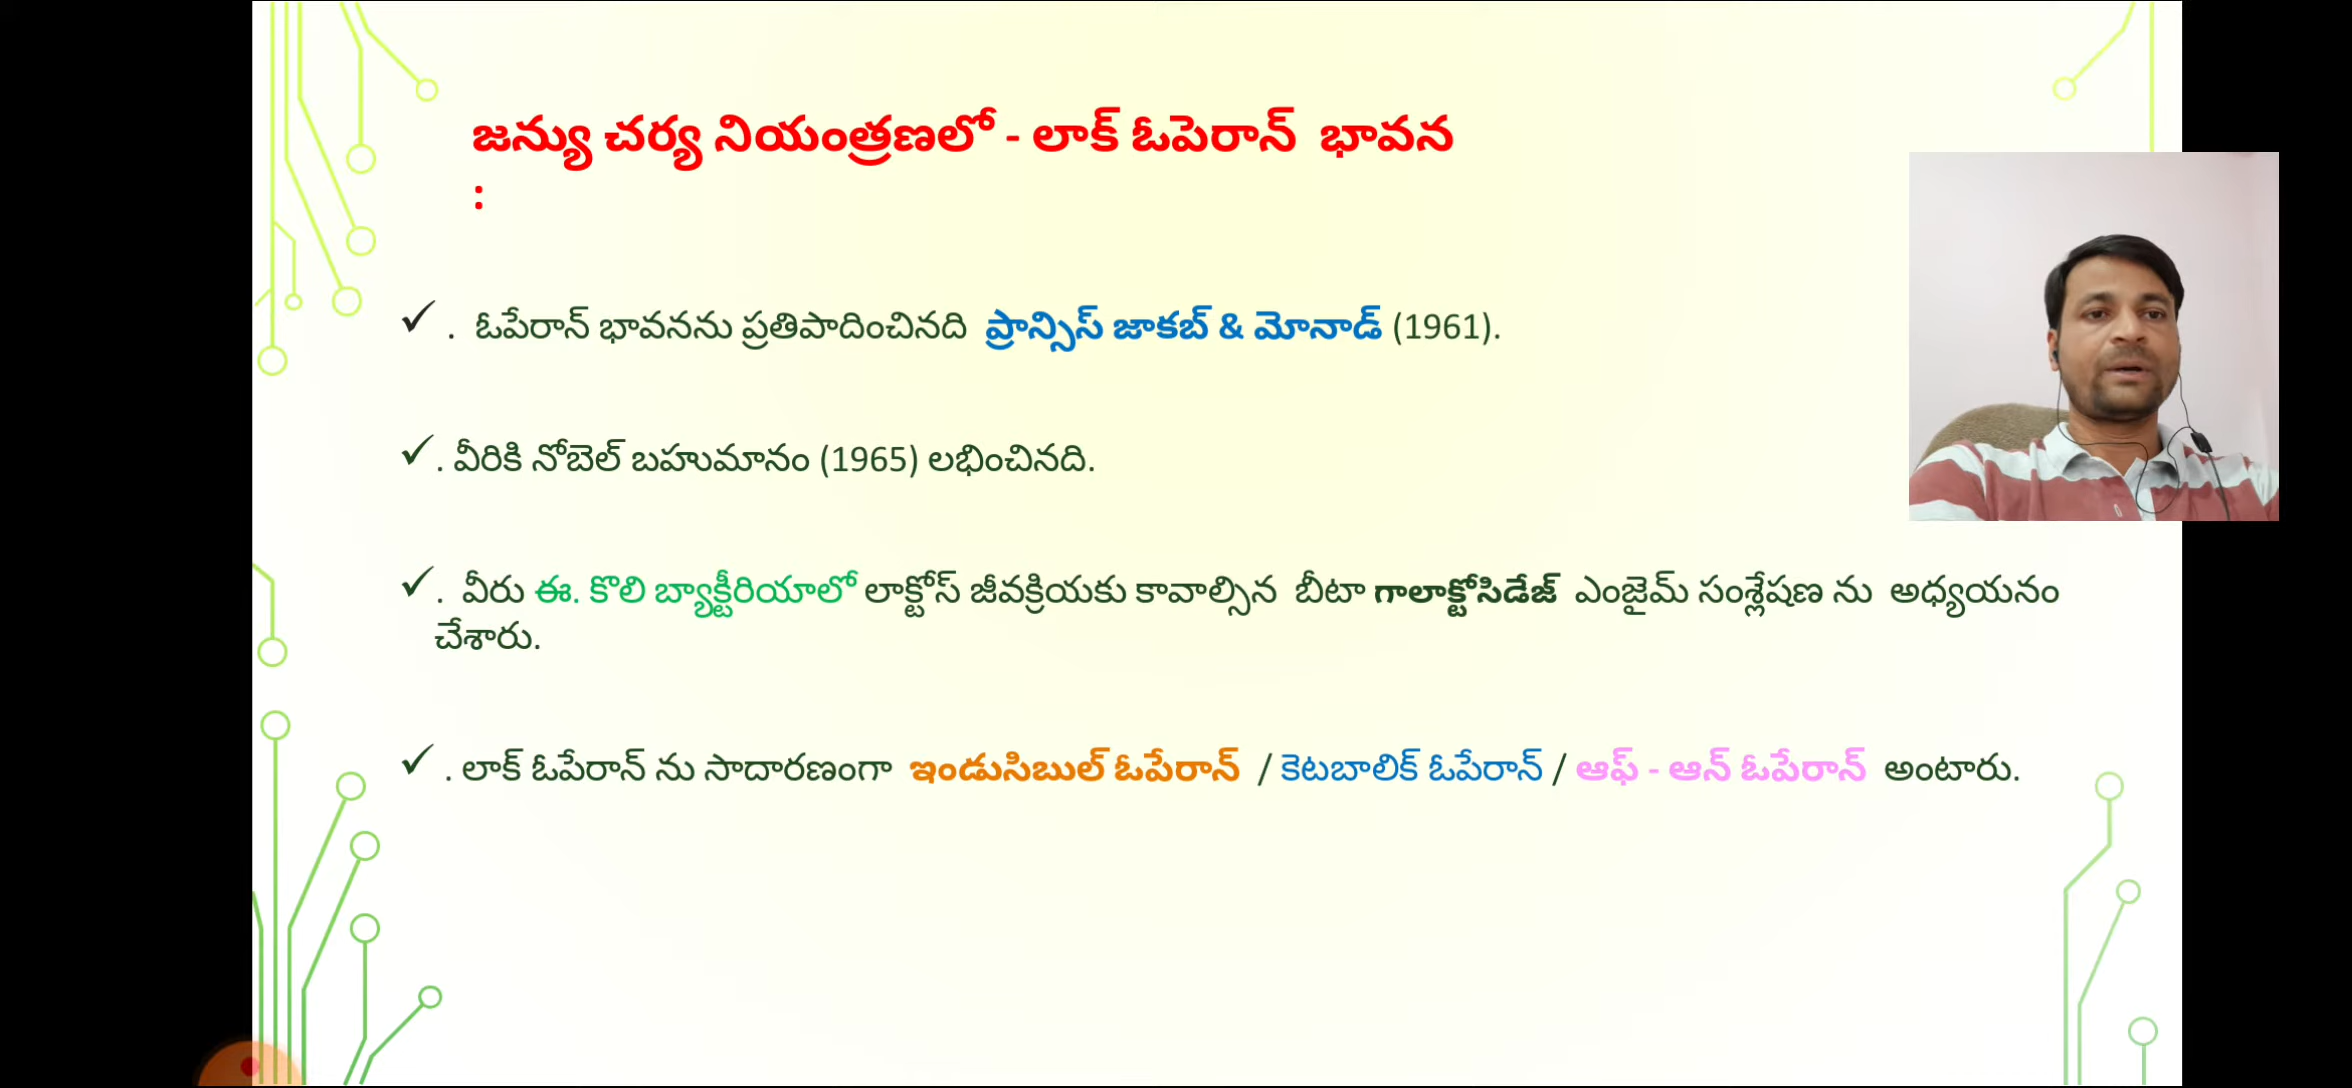 జన్యు చర్య నియంత్రణలో - లాక్ ఓపెరాన్ భావన
:
✓ . ఓపేరాన్ భావనను ప్రతిపాదించినది ప్రాన్సిస్ జాకబ్ & మోనాడ్ (1961).
✓ . వీరికి నోబెల్ బహుమానం (1965) లభించినది.
✓ . వీరు ఈ. కొలి బ్యాక్టీరియాలో లాక్టోస్ జీవక్రియకు కావాల్సిన బీటా గాలాక్టోసిడేజ్ ఎంజైమ్ సంశ్లేషణ ను అధ్యయనం
చేశారు.
✓ . లాక్ ఓపేరాన్ ను సాదారణంగా ఇండుసిబుల్ ఓపేరాన్ / కెటబాలిక్ ఓపేరాన్ / ఆఫ్ - ఆన్ ఓపేరాన్ అంటారు.